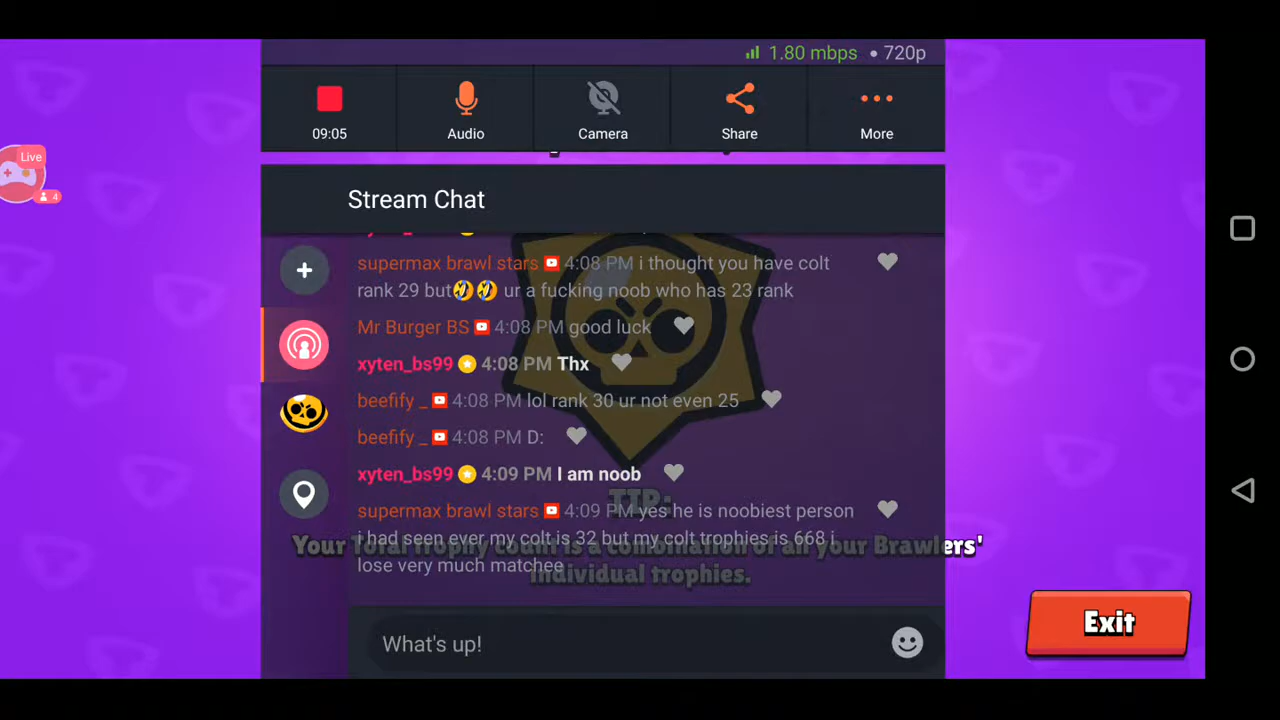 1.80 mbps • 720p
09:05
Audio
Camera
Share
More
Live
4
Stream Chat
supermax brawl stars 4:08 PM i thought you have colt
rank 29 but🤣🤣 ur a fucking noob who has 23 rank
Mr Burger BS 4:08 PM good luck
xyten_bs99 4:08 PM Thx
beefify _ 4:08 PM lol rank 30 ur not even 25
beefify _ 4:08 PM D:
xyten_bs99 4:09 PM I am noob
supermax brawl stars 4:09 PM yes he is noobiest person
i had seen ever my colt is 32 but my colt trophies is 668 i
lose very much matchee
TIP:
Your Total trophy count is a combination of all your Brawlers'
individual trophies.
What's up!
Exit